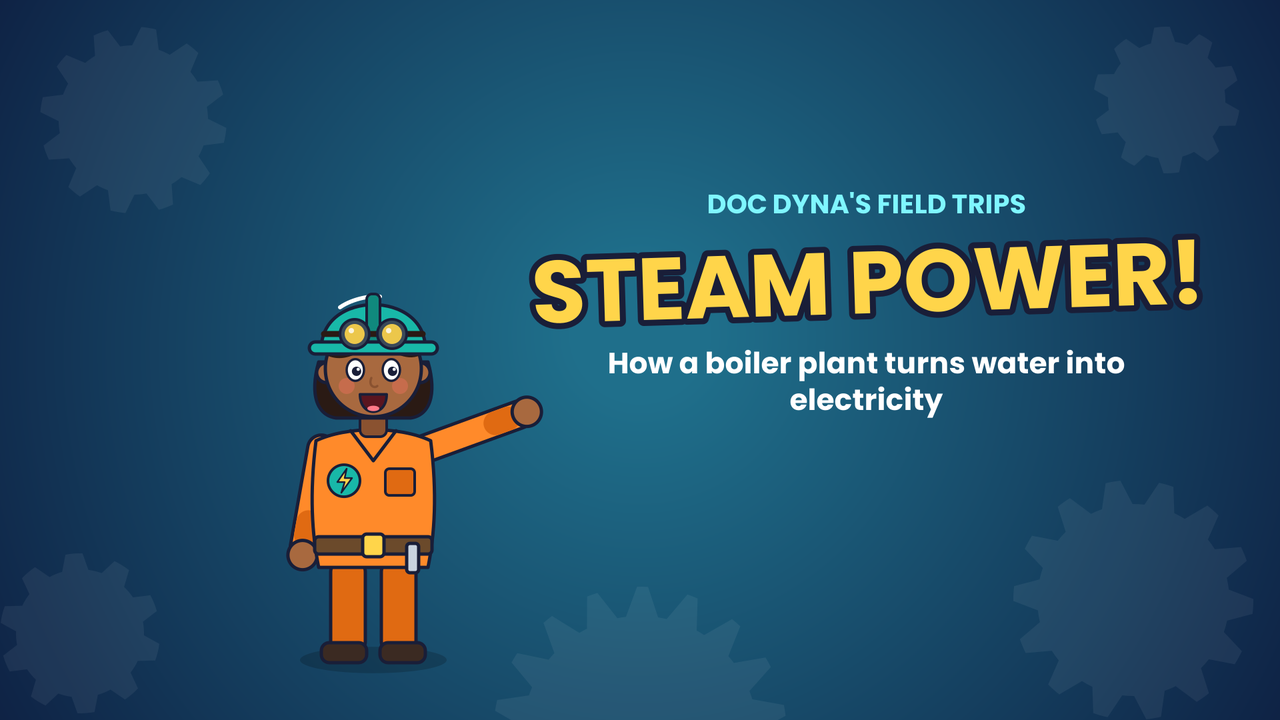 DOC DYNA'S FIELD TRIPS
STEAM POWER!
How a boiler plant turns water into
electricity